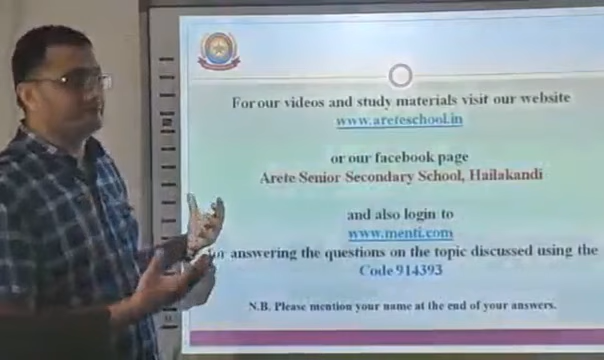 For our videos and study materials visit our website
www.areteschool.in
or our facebook page
Arete Senior Secondary School, Hailakandi
and also login to
www.menti.com
answering the questions on the topic discussed using the
Code 914393
N.B. Please mention your name at the end of your answers.